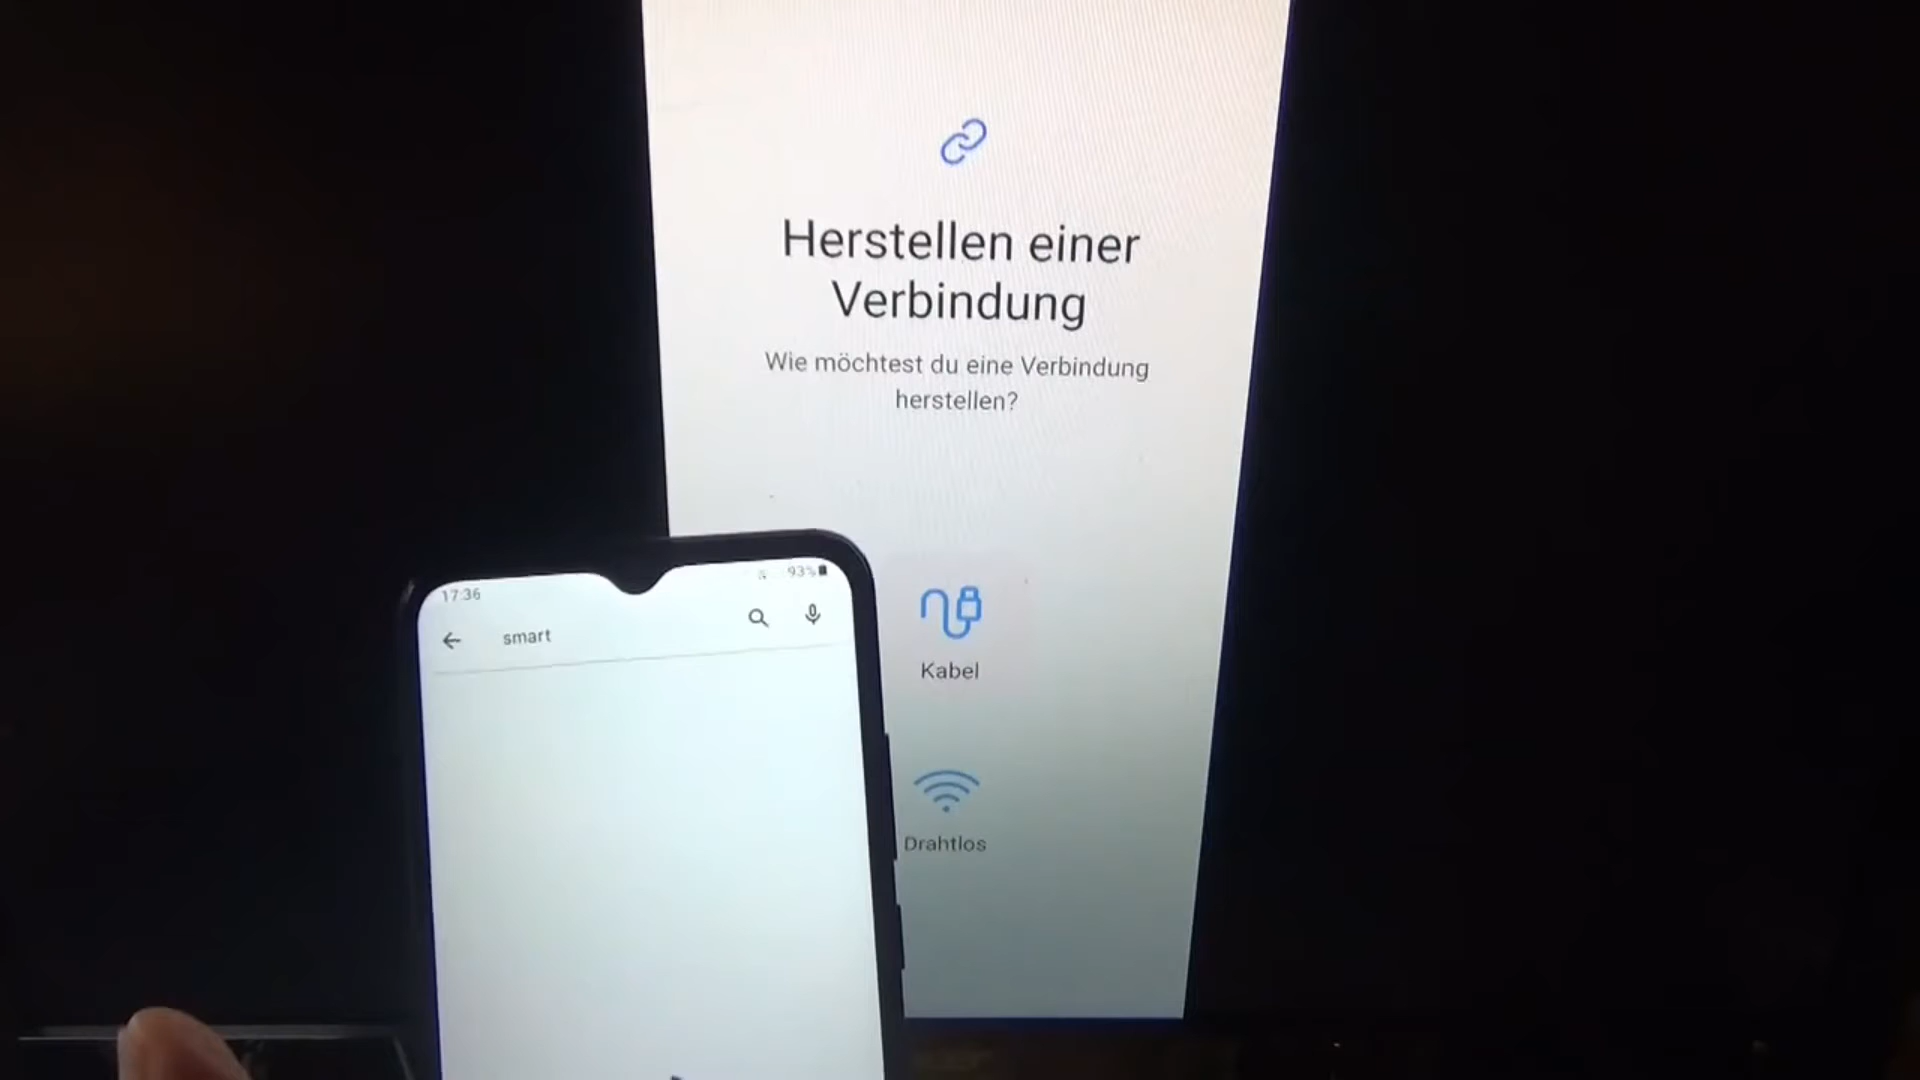 Herstellen einer
Verbindung
Wie möchtest du eine Verbindung
herstellen?
Kabel
Drahtlos
17:36
93%
smart